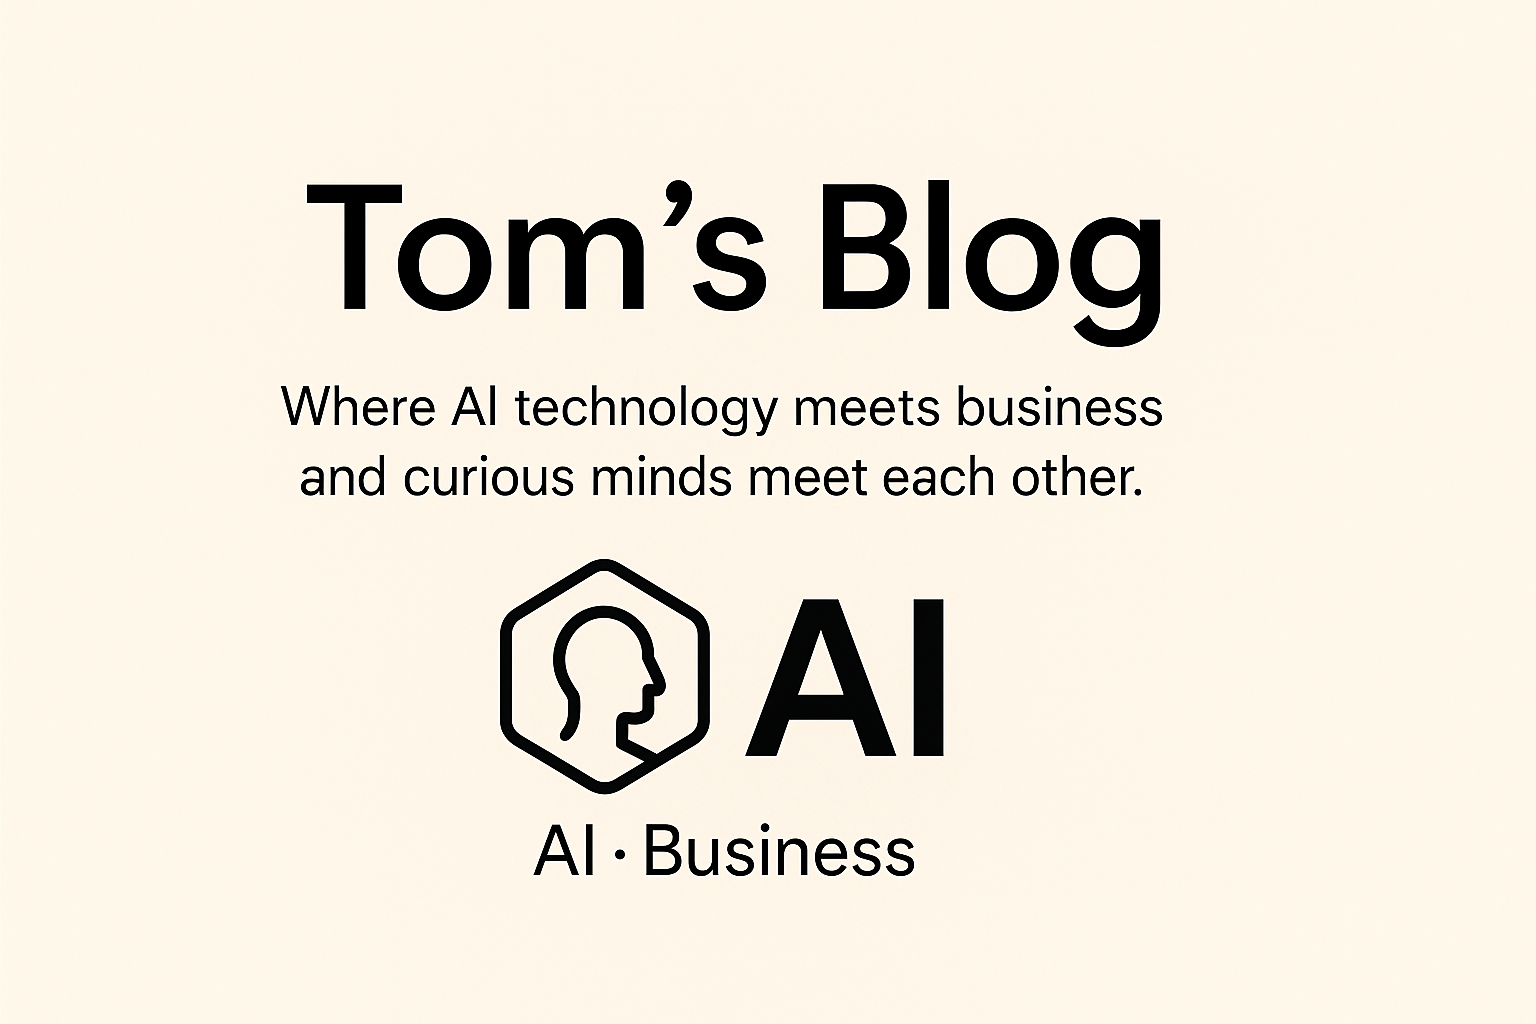 Tom’s Blog
Where AI technology meets business
and curious minds meet each other.
AI
AI · Business